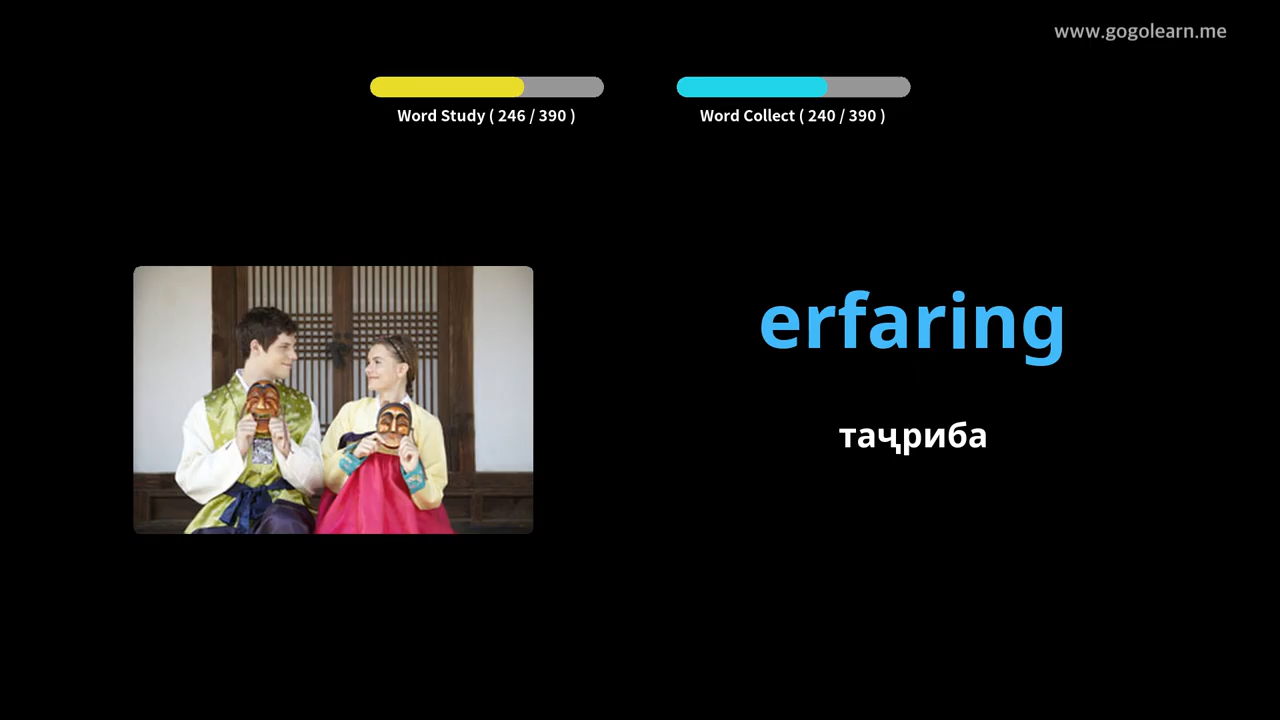 www.gogolearn.me
Word Study ( 246 / 390 )
Word Collect ( 240 / 390 )
erfaring
таҷриба